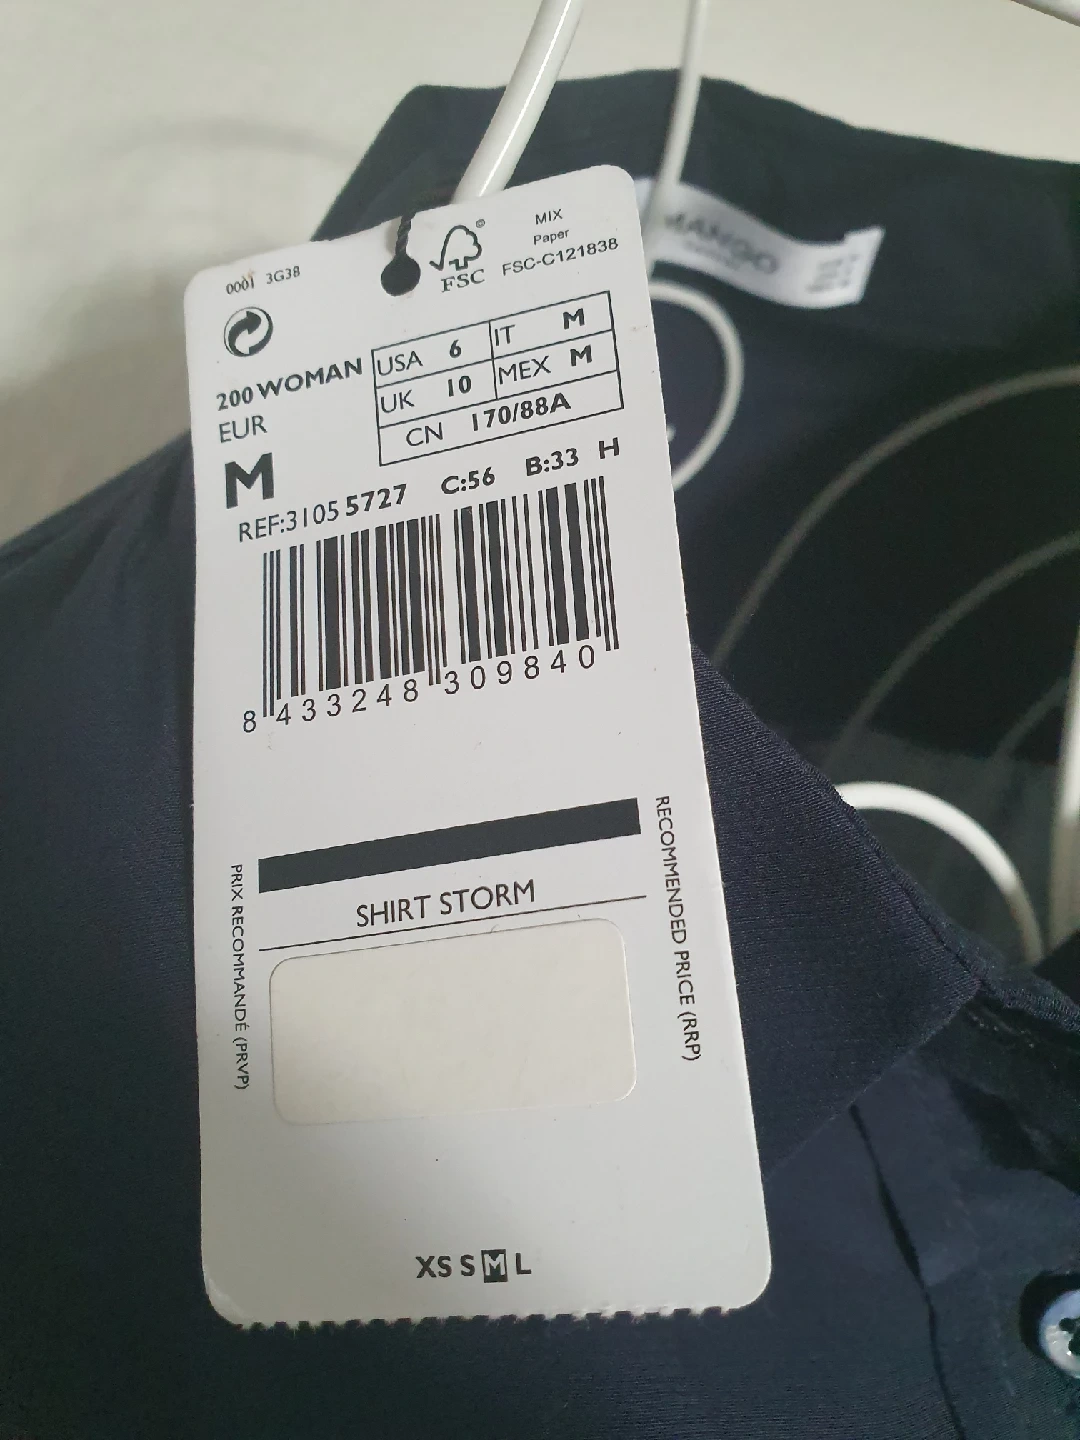 MANGO
0001 3G38
FSC
MIX
Paper
FSC-C121838
200 WOMAN
EUR
M
USA 6 IT M
UK 10 MEX M
CN 170/88A
REF:3105 5727 C:56 B:33 H
8 433248 309840
SHIRT STORM
PRIX RECOMMANDÉ (PRVP)
RECOMMENDED PRICE (RRP)
XS S M L